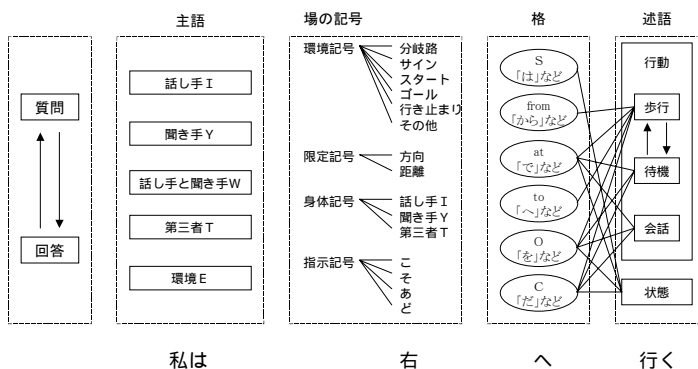 主語
場の記号
格
述語
質問
回答
話し手I
聞き手Y
話し手と聞き手W
第三者T
環境E
環境記号
分岐路
サイン
スタート
ゴール
行き止まり
その他
限定記号
方向
距離
身体記号
話し手I
聞き手Y
第三者T
指示記号
こ
そ
あ
ど
S
「は」など
from
「から」など
at
「で」など
to
「へ」など
O
「を」など
C
「だ」など
行動
歩行
待機
会話
状態
私は 右 へ 行く